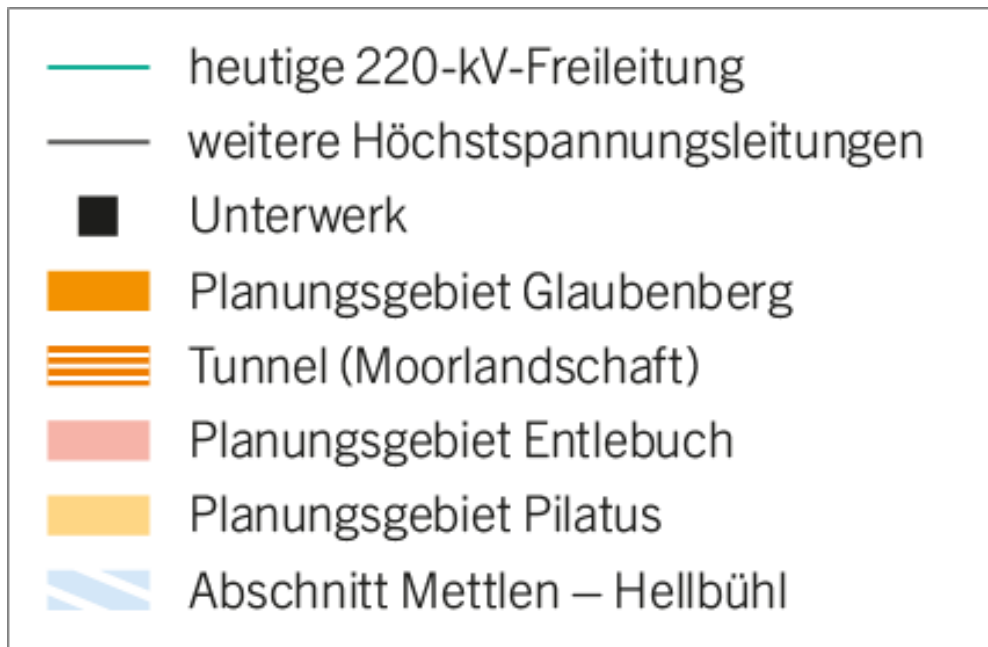 heutige 220-kV-Freileitung
weitere Höchstspannungsleitungen
Unterwerk
Planungsgebiet Glaubenberg
Tunnel (Moorlandschaft)
Planungsgebiet Entlebuch
Planungsgebiet Pilatus
Abschnitt Mettlen – Hellbühl